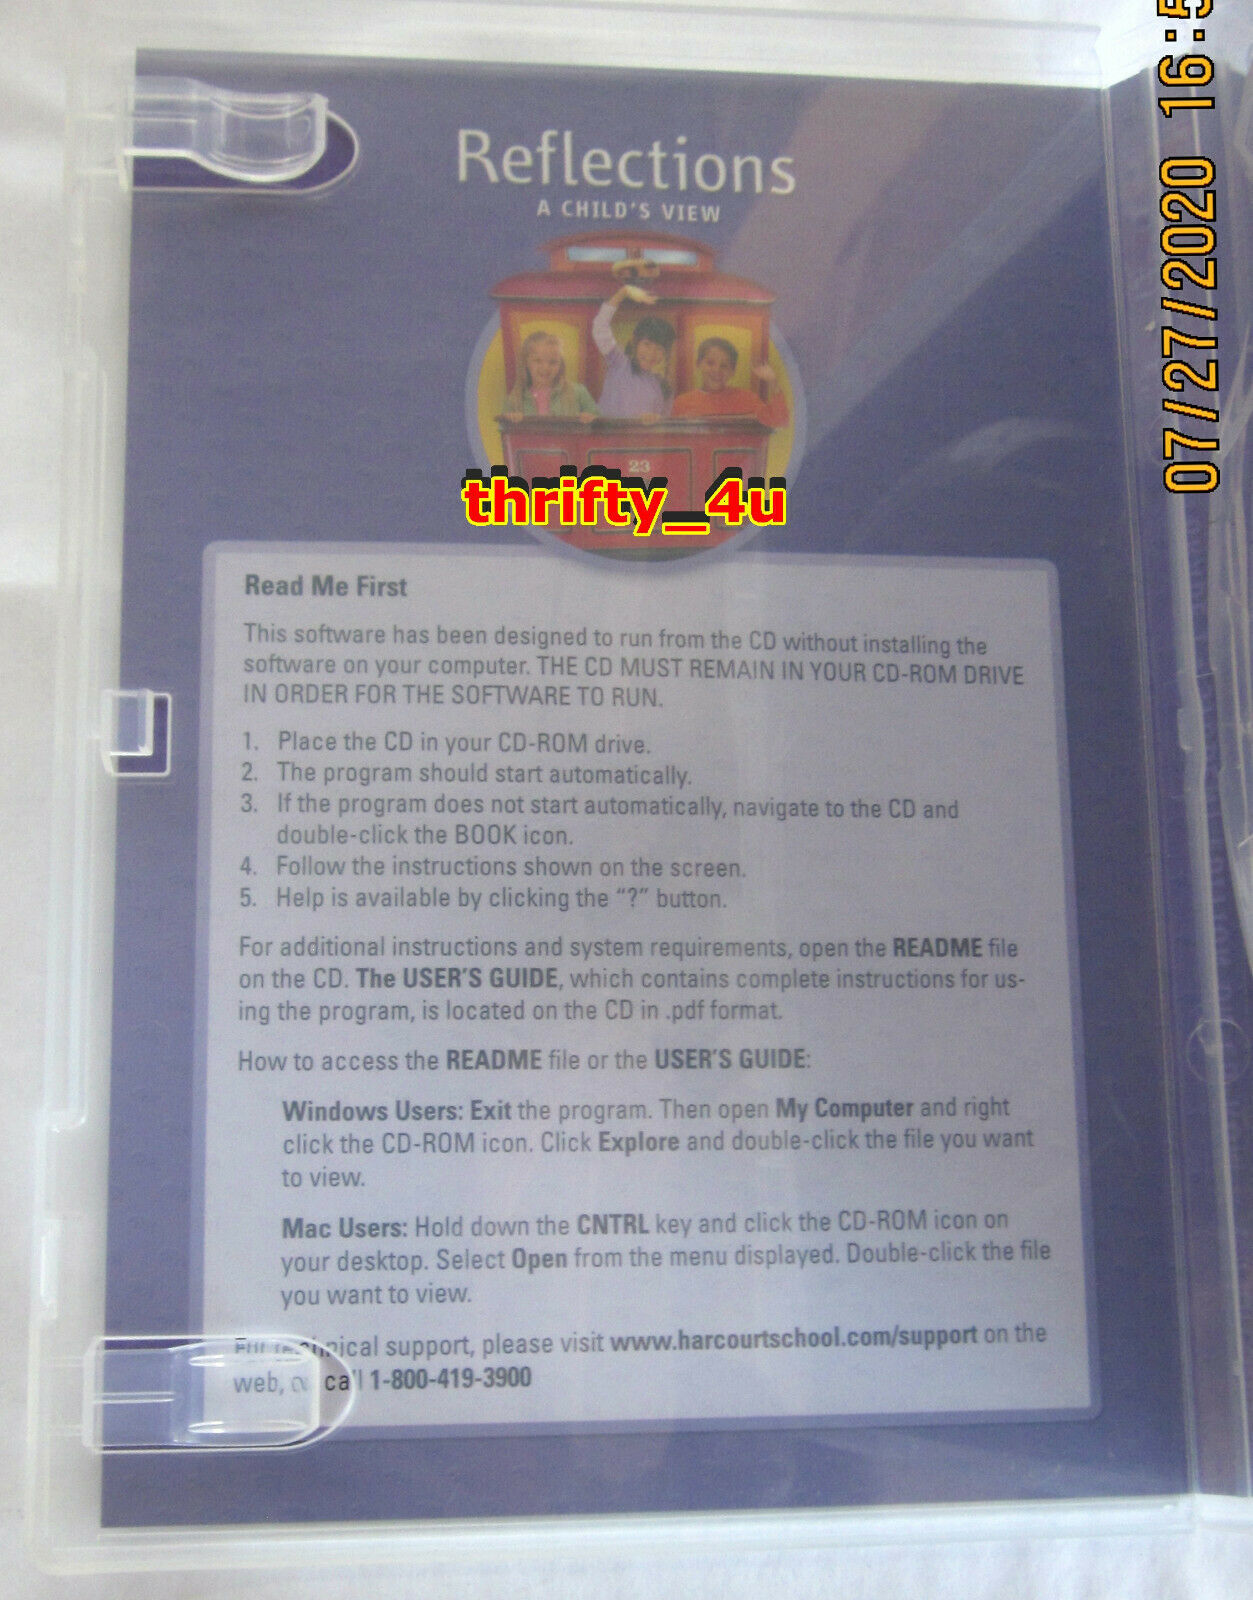 Reflections
A CHILD'S VIEW
23
thrifty_4u
Read Me First
This software has been designed to run from the CD without installing the
software on your computer. THE CD MUST REMAIN IN YOUR CD-ROM DRIVE
IN ORDER FOR THE SOFTWARE TO RUN.
1. Place the CD in your CD-ROM drive.
2. The program should start automatically.
3. If the program does not start automatically, navigate to the CD and
double-click the BOOK icon.
4. Follow the instructions shown on the screen.
5. Help is available by clicking the "?" button.
For additional instructions and system requirements, open the README file
on the CD. The USER'S GUIDE, which contains complete instructions for us-
ing the program, is located on the CD in .pdf format.
How to access the README file or the USER'S GUIDE:
Windows Users: Exit the program. Then open My Computer and right
click the CD-ROM icon. Click Explore and double-click the file you want
to view.
Mac Users: Hold down the CNTRL key and click the CD-ROM icon on
your desktop. Select Open from the menu displayed. Double-click the file
you want to view.
For technical support, please visit www.harcourtschool.com/support on the
web, or call 1-800-419-3900
07/27/2020 16:5